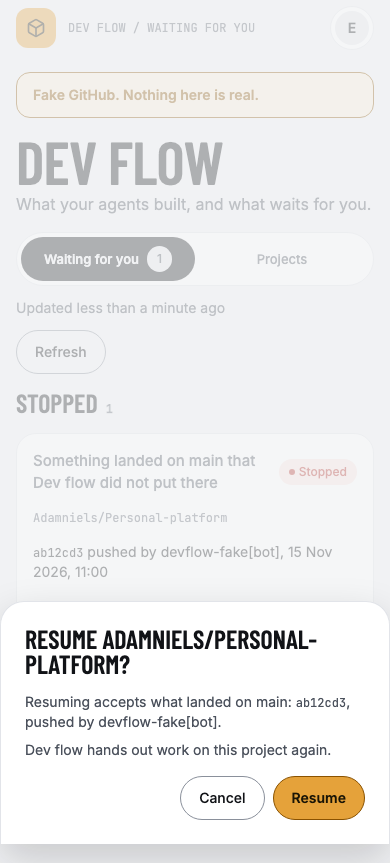 DEV FLOW / WAITING FOR YOU
E
Fake GitHub. Nothing here is real.
DEV FLOW
What your agents built, and what waits for you.
Waiting for you 1
Projects
Updated less than a minute ago
Refresh
STOPPED 1
Something landed on main that
Dev flow did not put there
Stopped
Adamniels/Personal-platform
ab12cd3 pushed by devflow-fake[bot], 15 Nov
2026, 11:00
RESUME ADAMNIELS/PERSONAL-
PLATFORM?
Resuming accepts what landed on main: ab12cd3,
pushed by devflow-fake[bot].
Dev flow hands out work on this project again.
Cancel
Resume